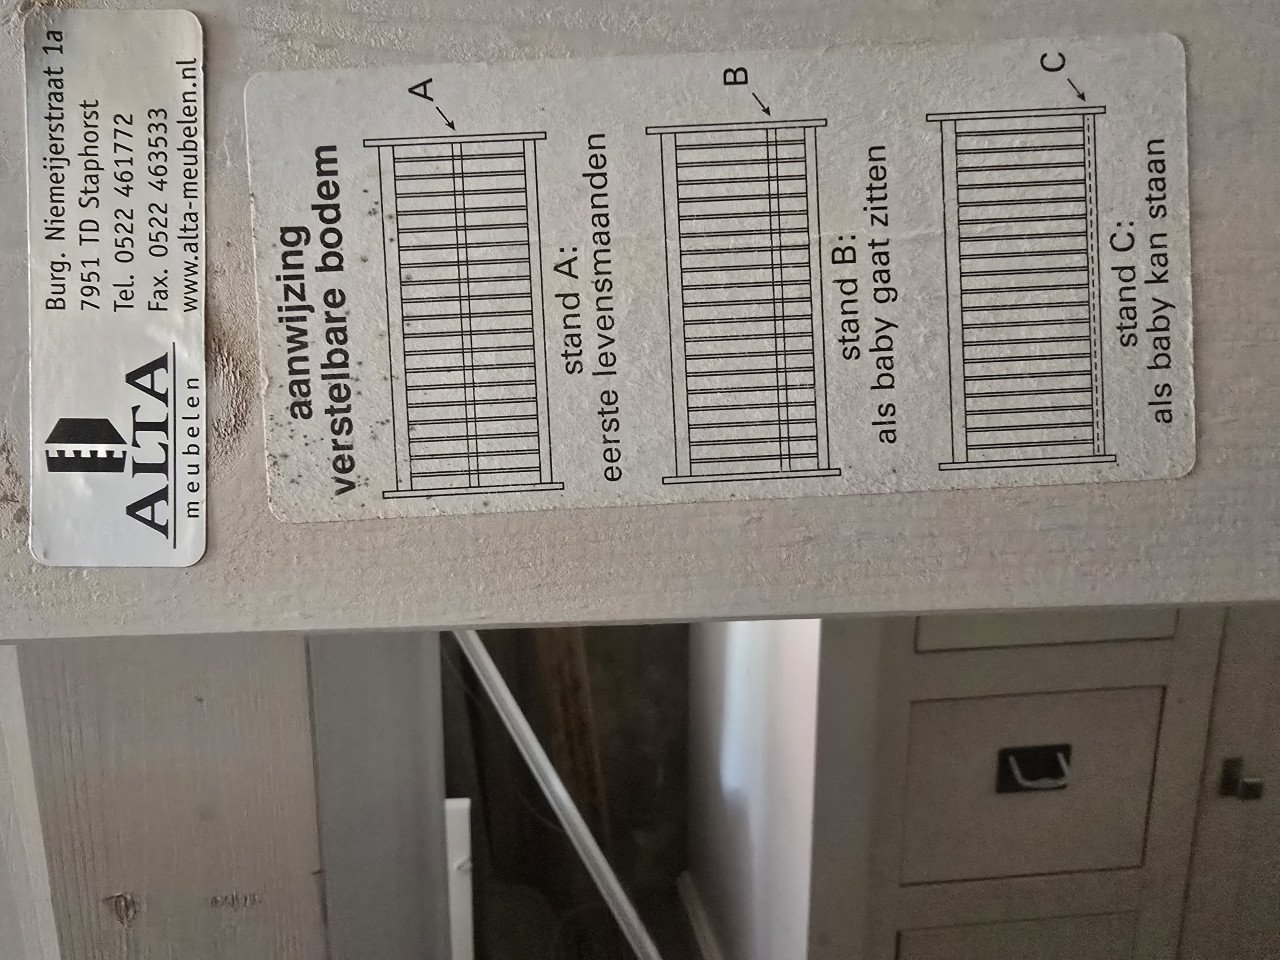 ALTA
meubelen
Burg. Niemeijerstraat 1a
7951 TD Staphorst
Tel. 0522 461772
Fax. 0522 463533
www.alta-meubelen.nl
aanwijzing
verstelbare bodem
A
stand A:
eerste levensmaanden
B
stand B:
als baby gaat zitten
C
stand C:
als baby kan staan